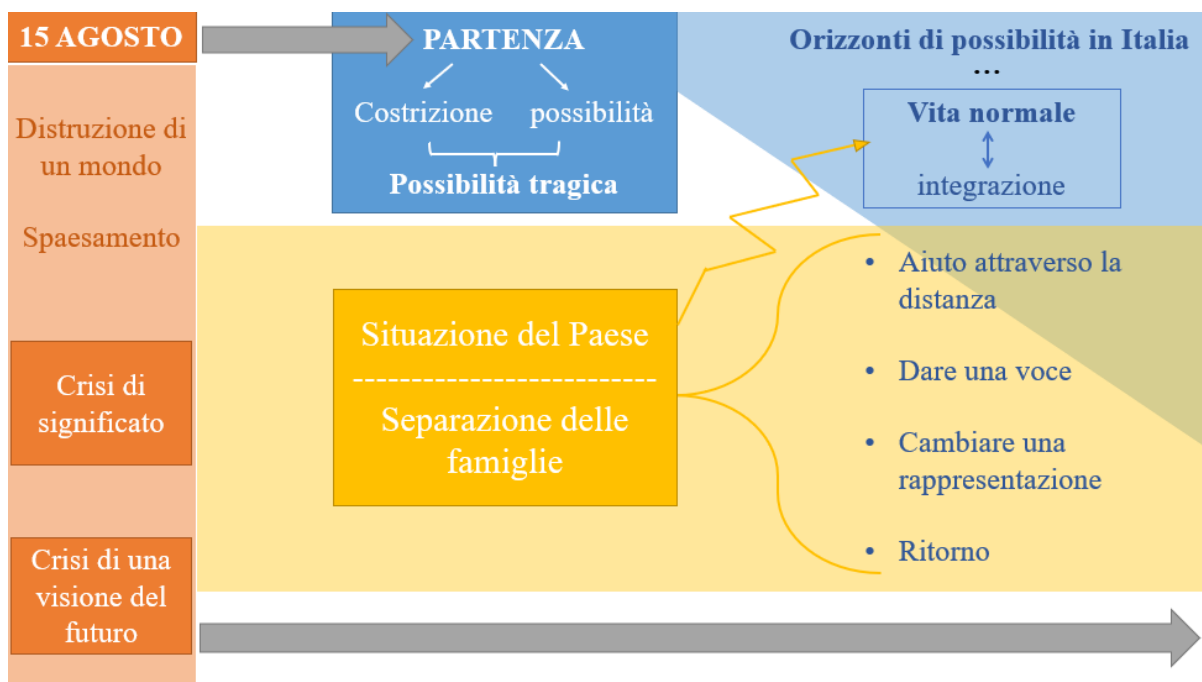 15 AGOSTO
Distruzione di
un mondo
Spaesamento
Crisi di
significato
Crisi di una
visione del
futuro
PARTENZA
Costrizione
possibilità
Possibilità tragica
Situazione del Paese
----------------------------
Separazione delle
famiglie
Orizzonti di possibilità in Italia
...
Vita normale
integrazione
• Aiuto attraverso la
distanza
• Dare una voce
• Cambiare una
rappresentazione
• Ritorno